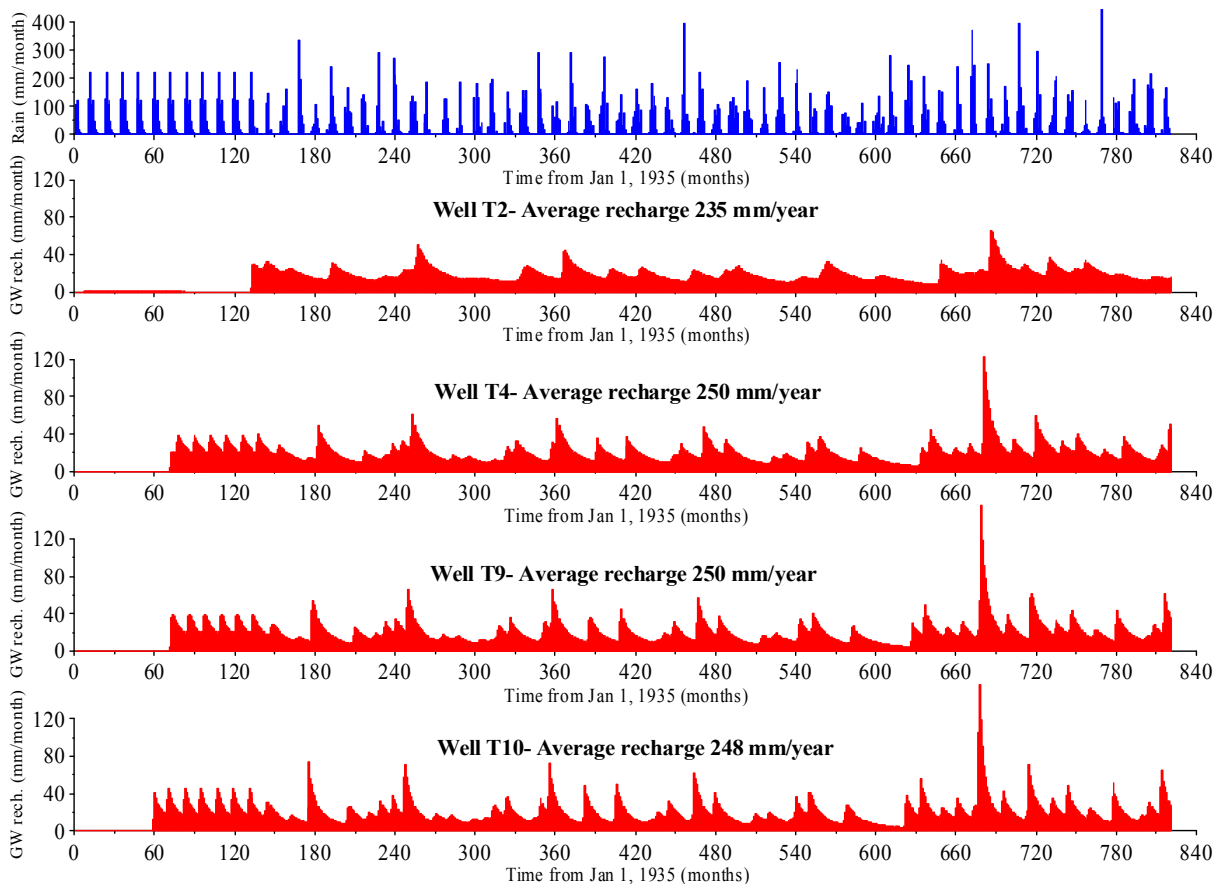 Rain (mm/month)
400
300
200
100
0
0 60 120 180 240 300 360 420 480 540 600 660 720 780 840
Time from Jan 1, 1935 (months)
GW rech. (mm/month)
120
80
40
0
Well T2- Average recharge 235 mm/year
0 60 120 180 240 300 360 420 480 540 600 660 720 780 840
Time from Jan 1, 1935 (months)
GW rech. (mm/month)
120
80
40
0
Well T4- Average recharge 250 mm/year
0 60 120 180 240 300 360 420 480 540 600 660 720 780 840
Time from Jan 1, 1935 (months)
GW rech. (mm/month)
120
80
40
0
Well T9- Average recharge 250 mm/year
0 60 120 180 240 300 360 420 480 540 600 660 720 780 840
Time from Jan 1, 1935 (months)
GW rech. (mm/month)
120
80
40
0
Well T10- Average recharge 248 mm/year
0 60 120 180 240 300 360 420 480 540 600 660 720 780 840
Time from Jan 1, 1935 (months)